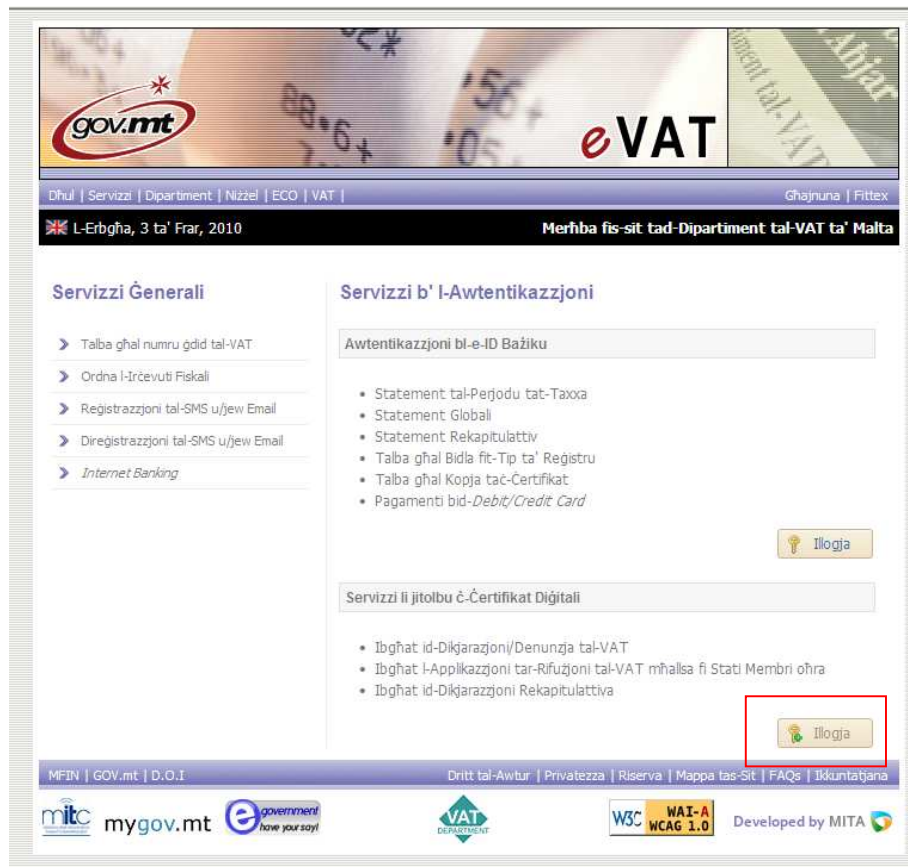 gov.mt
eVAT
Dħul | Servizzi | Dipartiment | Niżżel | ECO | VAT |
Għajnuna | Fittex
L-Erbgħa, 3 ta' Frar, 2010
Merħba fis-sit tad-Dipartiment tal-VAT ta' Malta
Servizzi Ġenerali
Talba għal numru ġdid tal-VAT
Ordna l-Irċevuti Fiskali
Reġistrazzjoni tal-SMS u/jew Email
Direġistrazzjoni tal-SMS u/jew Email
Internet Banking
Servizzi b' l-Awtentikazzjoni
Awtentikazzjoni bl-e-ID Bażiku
Statement tal-Perjodu tat-Taxxa
Statement Globali
Statement Rekapitulattiv
Talba għal Bidla fit-Tip ta' Reġistru
Talba għal Kopja taċ-Ċertifikat
Pagamenti bid-Debit/Credit Card
Illogja
Servizzi li jitolbu ċ-Ċertifikat Diġitali
Ibgħat id-Dikjarazjoni/Denunzja tal-VAT
Ibgħat l-Applikazzjoni tar-Rifużjoni tal-VAT mħallsa fi Stati Membri oħra
Ibgħat id-Dikjarazzjoni Rekapitulattiva
Illogja
MFIN | GOV.mt | D.O.I
Dritt tal-Awtur | Privatezza | Riserva | Mappa tas-Sit | FAQs | Ikkuntatjana
mitc
mygov.mt
e government
have your say!
VAT
DEPARTMENT
W3C WAI-A
WCAG 1.0
Developed by MITA